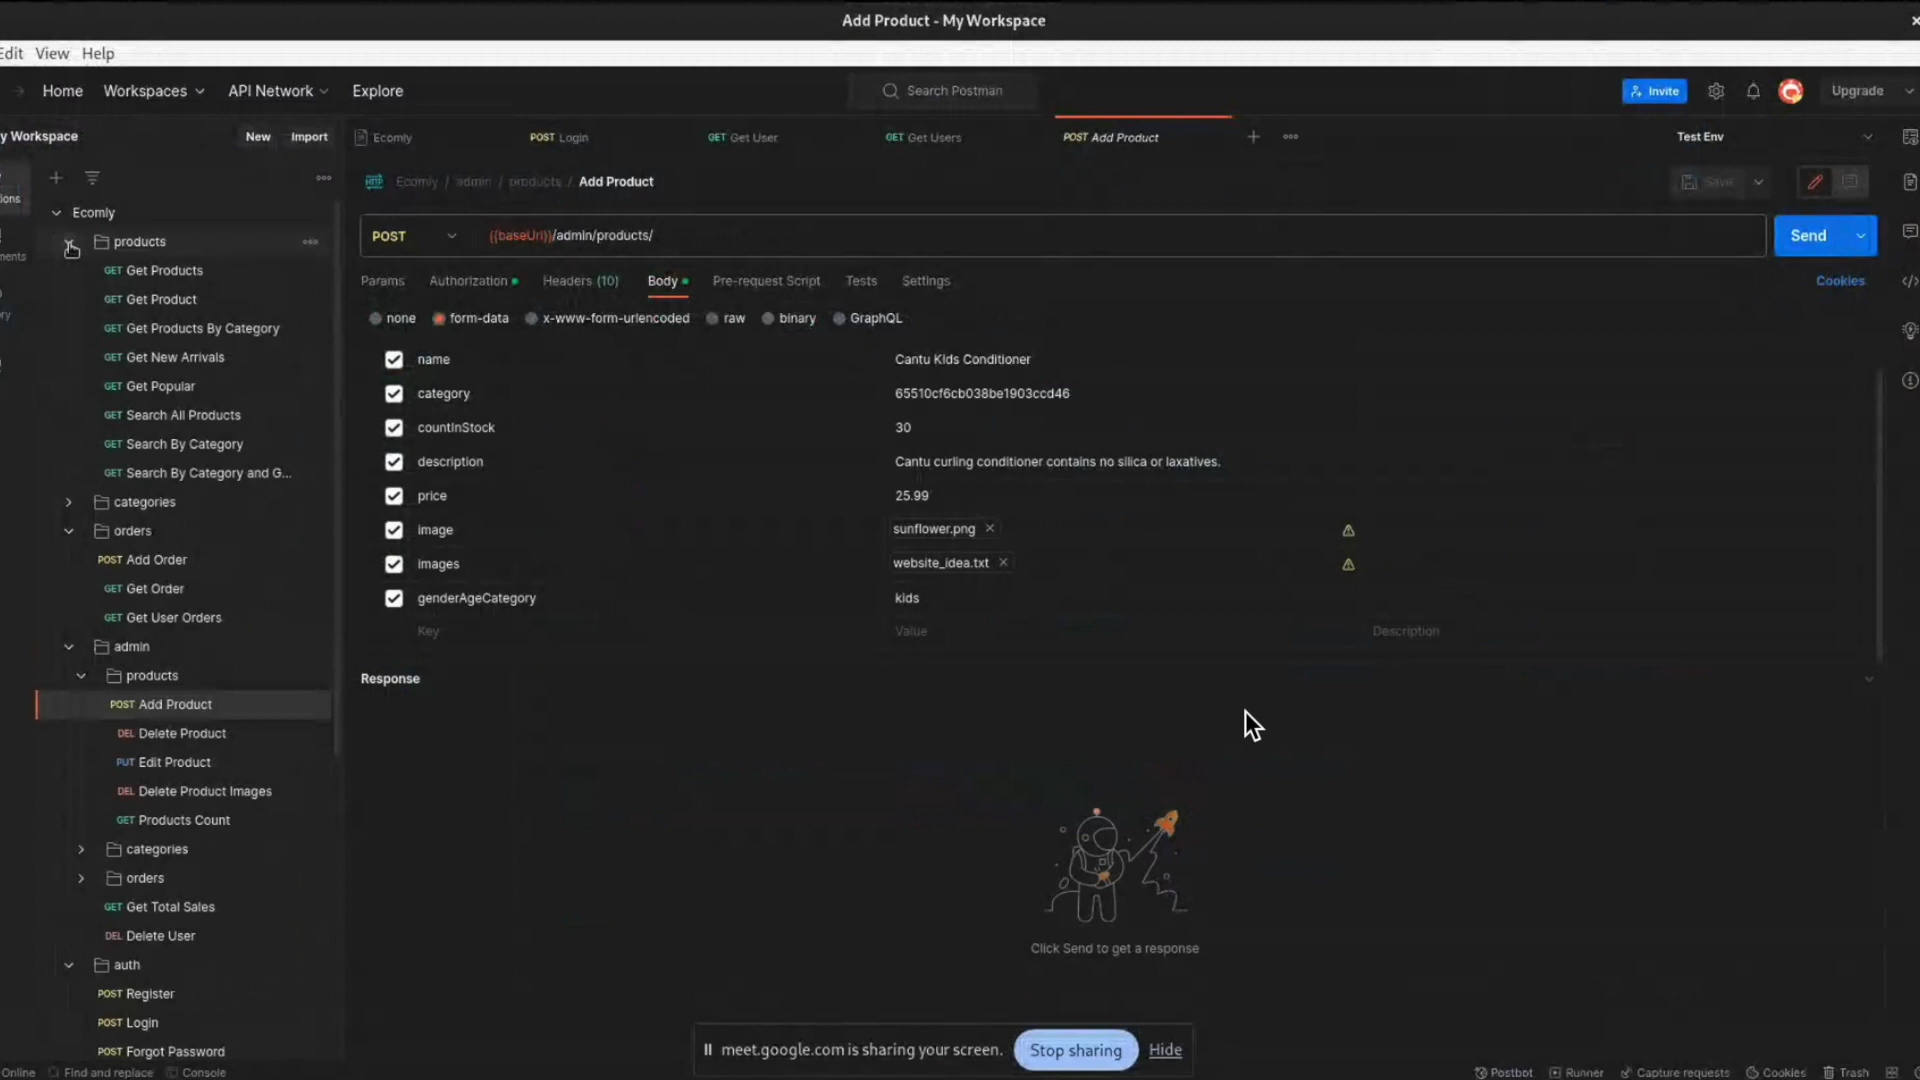 Add Product - My Workspace
Edit View Help
Home Workspaces API Network Explore
Search Postman
Invite
Upgrade
y Workspace
New Import
Ecomly
POST Login
GET Get User
GET Get Users
POST Add Product
Test Env
Ecomly / admin / products / Add Product
Save
ions
ments
ry
Ecomly
products
GET Get Products
GET Get Product
GET Get Products By Category
GET Get New Arrivals
GET Get Popular
GET Search All Products
GET Search By Category
GET Search By Category and G...
categories
orders
POST Add Order
GET Get Order
GET Get User Orders
admin
products
POST Add Product
DEL Delete Product
PUT Edit Product
DEL Delete Product Images
GET Products Count
categories
orders
GET Get Total Sales
DEL Delete User
auth
POST Register
POST Login
POST Forgot Password
POST {{baseUrl}}/admin/products/
Send
Params Authorization Headers (10) Body Pre-request Script Tests Settings
Cookies
none form-data x-www-form-urlencoded raw binary GraphQL
name Cantu KIds Conditioner
category 65510cf6cb038be1903ccd46
countInStock 30
description Cantu curling conditioner contains no silica or laxatives.
price 25.99
image sunflower.png
images website_idea.txt
genderAgeCategory kids
Key Value Description
Response
Click Send to get a response
meet.google.com is sharing your screen. Stop sharing Hide
Online Find and replace Console
Postbot Runner Capture requests Cookies Trash